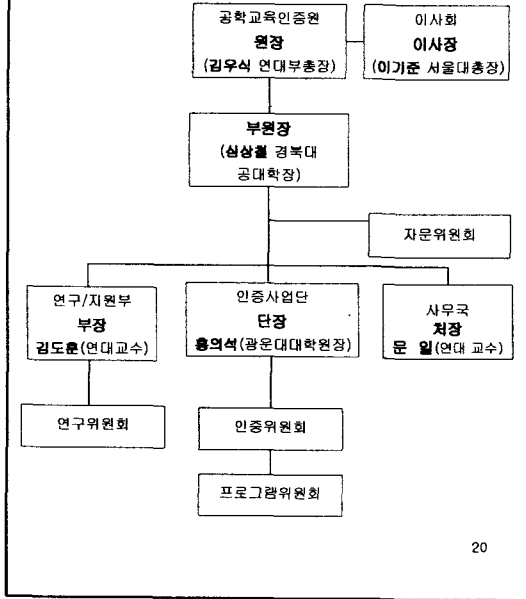 공학교육인증원
원장
(김우식 연대부총장)
이사회
이사장
(이기준 서울대총장)
부원장
(심상철 경북대
공대학장)
자문위원회
연구/지원부
부장
김도훈(연대교수)
인증사업단
단장
홍의석(광운대대학원장)
사무국
처장
문 일(연대 교수)
연구위원회
인증위원회
프로그램위원회
20